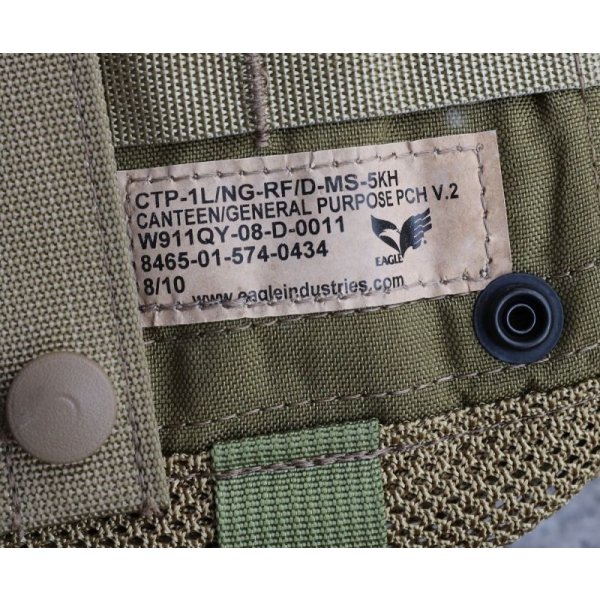 CTP-1L/NG-RF/D-MS-5KH
CANTEEN/GENERAL PURPOSE PCH V.2
W911QY-08-D-0011
8465-01-574-0434
8/10
EAGLE
www.eagleindustries.com